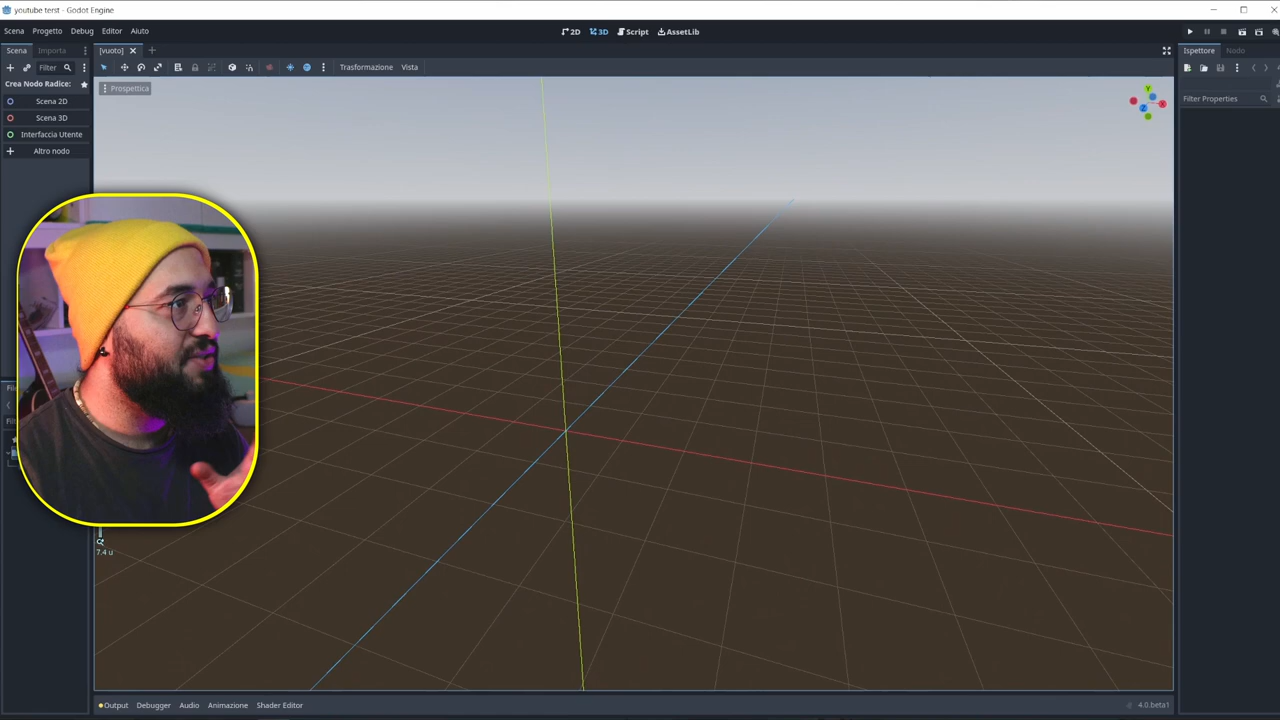 youtube terst - Godot Engine
Scena Progetto Debug Editor Aiuto
2D 3D Script AssetLib
Scena Importa
[vuoto]
Ispettore Nodo
Filter
Trasformazione Vista
Crea Nodo Radice:
Prospettica
Filter Properties
Scena 2D
Scena 3D
Interfaccia Utente
Altro nodo
Y
X
Z
7.4 u
Output Debugger Audio Animazione Shader Editor
4.0.beta1